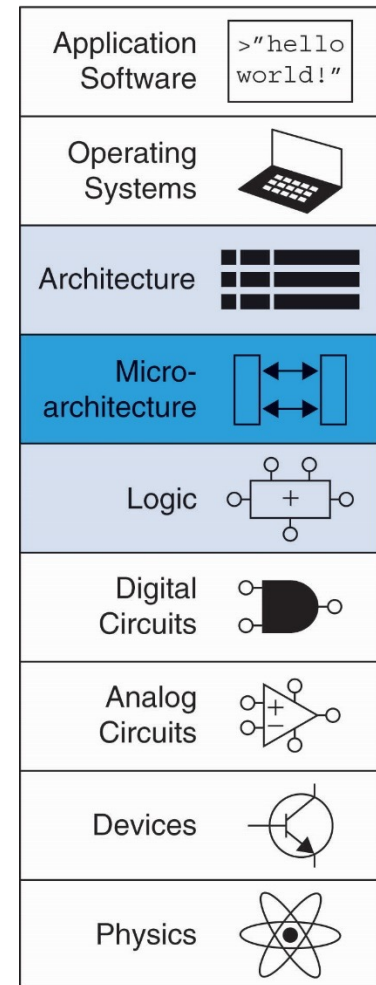 Application
Software
>"hello
world!"
Operating
Systems
Architecture
Micro-
architecture
Logic
+
Digital
Circuits
Analog
Circuits
+
−
Devices
Physics